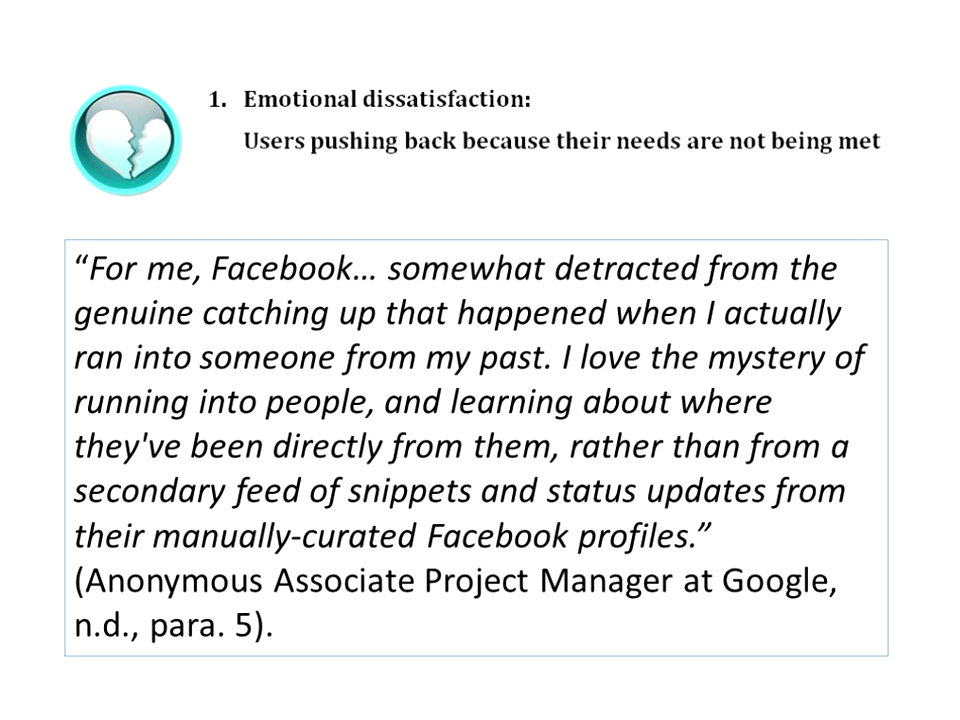 1. Emotional dissatisfaction:
Users pushing back because their needs are not being met
“For me, Facebook… somewhat detracted from the
genuine catching up that happened when I actually
ran into someone from my past. I love the mystery of
running into people, and learning about where
they've been directly from them, rather than from a
secondary feed of snippets and status updates from
their manually-curated Facebook profiles.”
(Anonymous Associate Project Manager at Google,
n.d., para. 5).